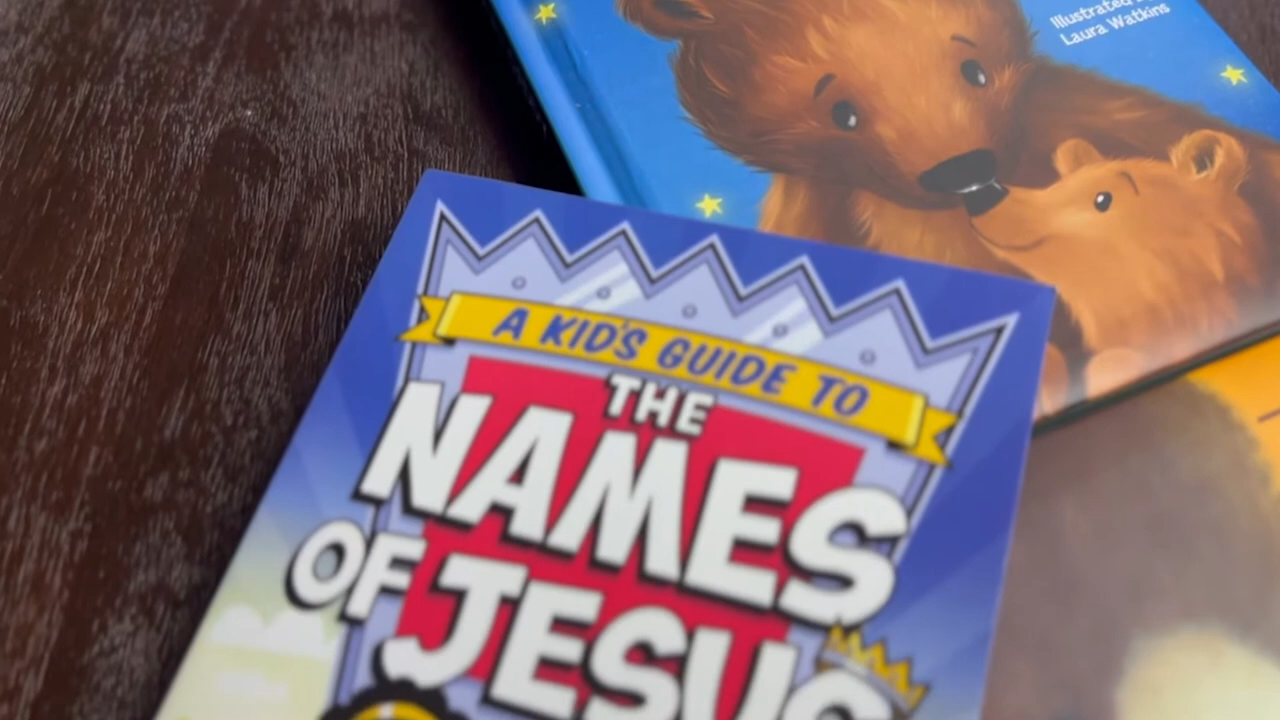 Illustrated
Laura Watkins
A KID'S GUIDE TO
THE
NAMES
OF JESUS